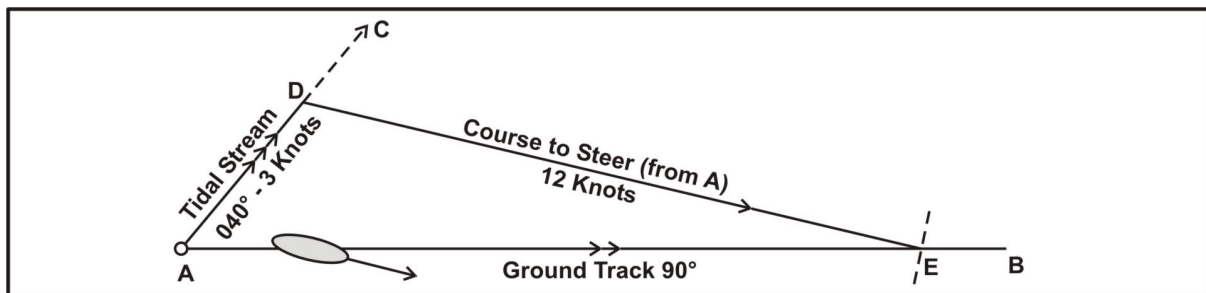 C
D
Tidal Stream
040° - 3 Knots
Course to Steer (from A)
12 Knots
A
Ground Track 90°
E
B